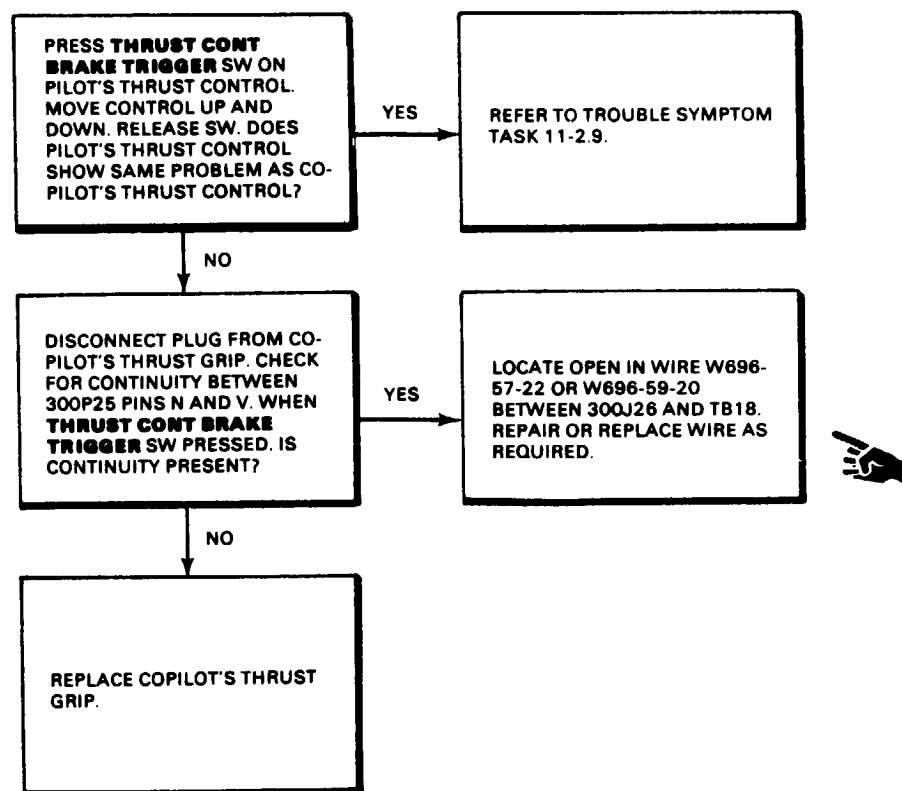 PRESS THRUST CONT
BRAKE TRIGGER SW ON
PILOT'S THRUST CONTROL.
MOVE CONTROL UP AND
DOWN. RELEASE SW. DOES
PILOT'S THRUST CONTROL
SHOW SAME PROBLEM AS CO-
PILOT'S THRUST CONTROL?
YES
REFER TO TROUBLE SYMPTOM
TASK 11-2.9.
NO
DISCONNECT PLUG FROM CO-
PILOT'S THRUST GRIP. CHECK
FOR CONTINUITY BETWEEN
300P25 PINS N AND V. WHEN
THRUST CONT BRAKE
TRIGGER SW PRESSED. IS
CONTINUITY PRESENT?
YES
LOCATE OPEN IN WIRE W696-
57-22 OR W696-59-20
BETWEEN 300J26 AND TB18.
REPAIR OR REPLACE WIRE AS
REQUIRED.
NO
REPLACE COPILOT'S THRUST
GRIP.